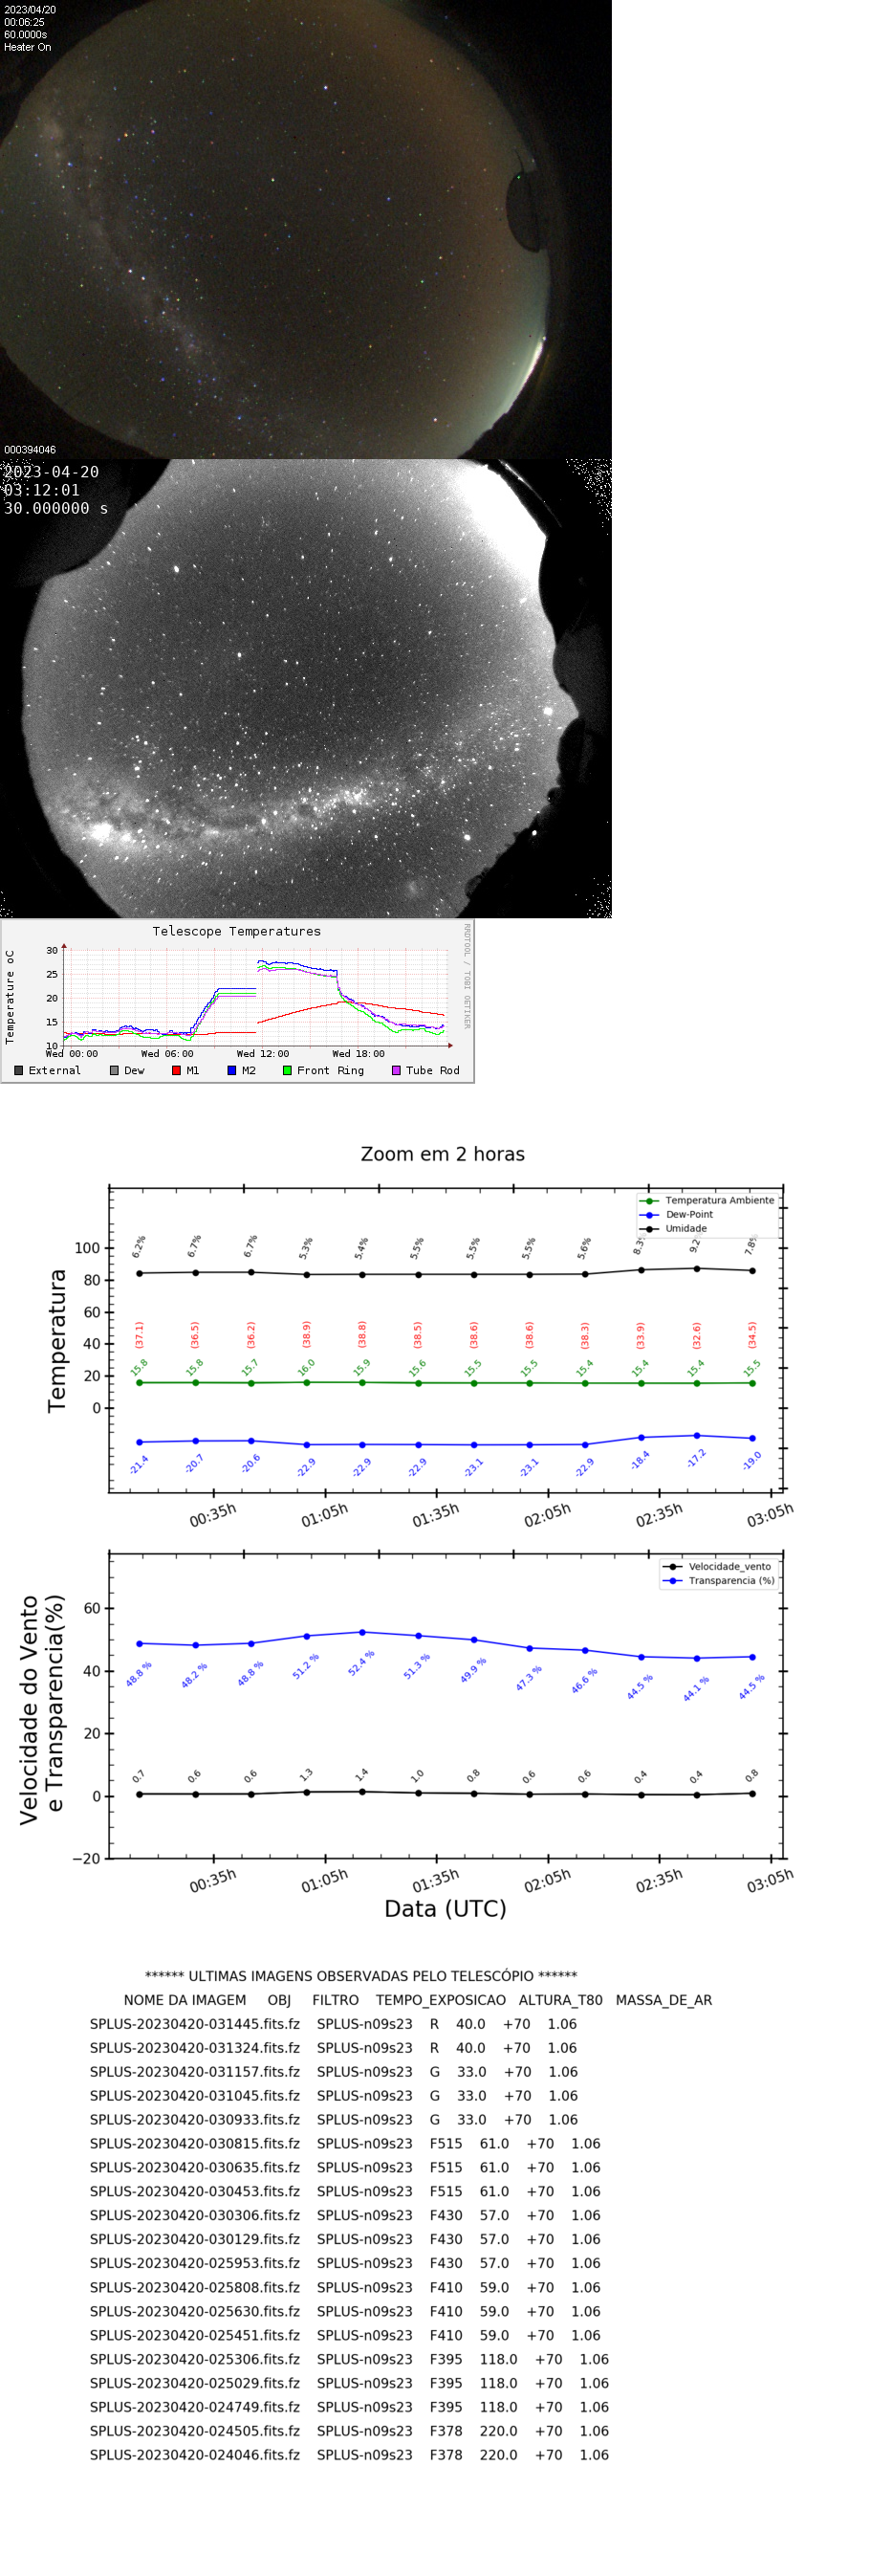 2023/04/20
00:06:25
60.0000s
Heater On
000394046
2023-04-20
03:12:01
30.000000 s
Telescope Temperatures
RRDTOOL / TOBI OETIKER
Temperature oC
30
25
20
15
10
Wed 00:00 Wed 06:00 Wed 12:00 Wed 18:00
External Dew M1 M2 Front Ring Tube Rod
Zoom em 2 horas
Temperatura Ambiente
Dew-Point
Umidade
Temperatura
100
80
60
40
20
0
6.2% 6.7% 6.7% 5.3% 5.4% 5.5% 5.5% 5.5% 5.6% 8.3% 9.2 7.8%
(37.1) (36.5) (36.2) (38.9) (38.8) (38.5) (38.6) (38.6) (38.3) (33.9) (32.6) (34.5)
15.8 15.8 15.7 16.0 15.9 15.6 15.5 15.5 15.4 15.4 15.4 15.5
-21.4 -20.7 -20.6 -22.9 -22.9 -22.9 -23.1 -23.1 -22.9 -18.4 -17.2 -19.0
00:35h 01:05h 01:35h 02:05h 02:35h 03:05h
Velocidade_vento
Transparencia (%)
Velocidade do Vento
e Transparencia(%)
60
40
20
0
−20
48.8 % 48.2 % 48.8 % 51.2 % 52.4 % 51.3 % 49.9 % 47.3 % 46.6 % 44.5 % 44.1 % 44.5 %
0.7 0.6 0.6 1.3 1.4 1.0 0.8 0.6 0.6 0.4 0.4 0.8
00:35h 01:05h 01:35h 02:05h 02:35h 03:05h
Data (UTC)
****** ULTIMAS IMAGENS OBSERVADAS PELO TELESCÓPIO ******
NOME DA IMAGEM OBJ FILTRO TEMPO_EXPOSICAO ALTURA_T80 MASSA_DE_AR
SPLUS-20230420-031445.fits.fz SPLUS-n09s23 R 40.0 +70 1.06
SPLUS-20230420-031324.fits.fz SPLUS-n09s23 R 40.0 +70 1.06
SPLUS-20230420-031157.fits.fz SPLUS-n09s23 G 33.0 +70 1.06
SPLUS-20230420-031045.fits.fz SPLUS-n09s23 G 33.0 +70 1.06
SPLUS-20230420-030933.fits.fz SPLUS-n09s23 G 33.0 +70 1.06
SPLUS-20230420-030815.fits.fz SPLUS-n09s23 F515 61.0 +70 1.06
SPLUS-20230420-030635.fits.fz SPLUS-n09s23 F515 61.0 +70 1.06
SPLUS-20230420-030453.fits.fz SPLUS-n09s23 F515 61.0 +70 1.06
SPLUS-20230420-030306.fits.fz SPLUS-n09s23 F430 57.0 +70 1.06
SPLUS-20230420-030129.fits.fz SPLUS-n09s23 F430 57.0 +70 1.06
SPLUS-20230420-025953.fits.fz SPLUS-n09s23 F430 57.0 +70 1.06
SPLUS-20230420-025808.fits.fz SPLUS-n09s23 F410 59.0 +70 1.06
SPLUS-20230420-025630.fits.fz SPLUS-n09s23 F410 59.0 +70 1.06
SPLUS-20230420-025451.fits.fz SPLUS-n09s23 F410 59.0 +70 1.06
SPLUS-20230420-025306.fits.fz SPLUS-n09s23 F395 118.0 +70 1.06
SPLUS-20230420-025029.fits.fz SPLUS-n09s23 F395 118.0 +70 1.06
SPLUS-20230420-024749.fits.fz SPLUS-n09s23 F395 118.0 +70 1.06
SPLUS-20230420-024505.fits.fz SPLUS-n09s23 F378 220.0 +70 1.06
SPLUS-20230420-024046.fits.fz SPLUS-n09s23 F378 220.0 +70 1.06